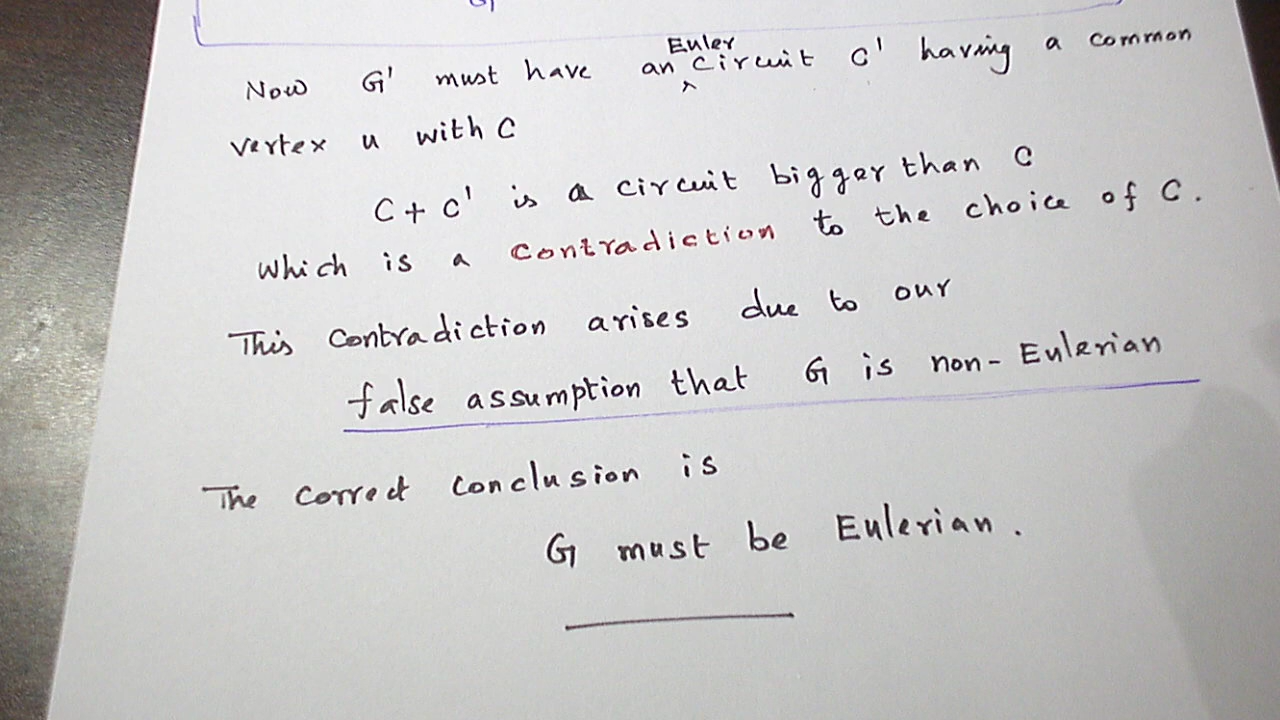 Now G' must have an Euler circuit C' having a common
vertex u with C
C + C' is a circuit bigger than C
which is a contradiction to the choice of C.
This contradiction arises due to our
false assumption that G is non-Eulerian
The correct conclusion is
G must be Eulerian.